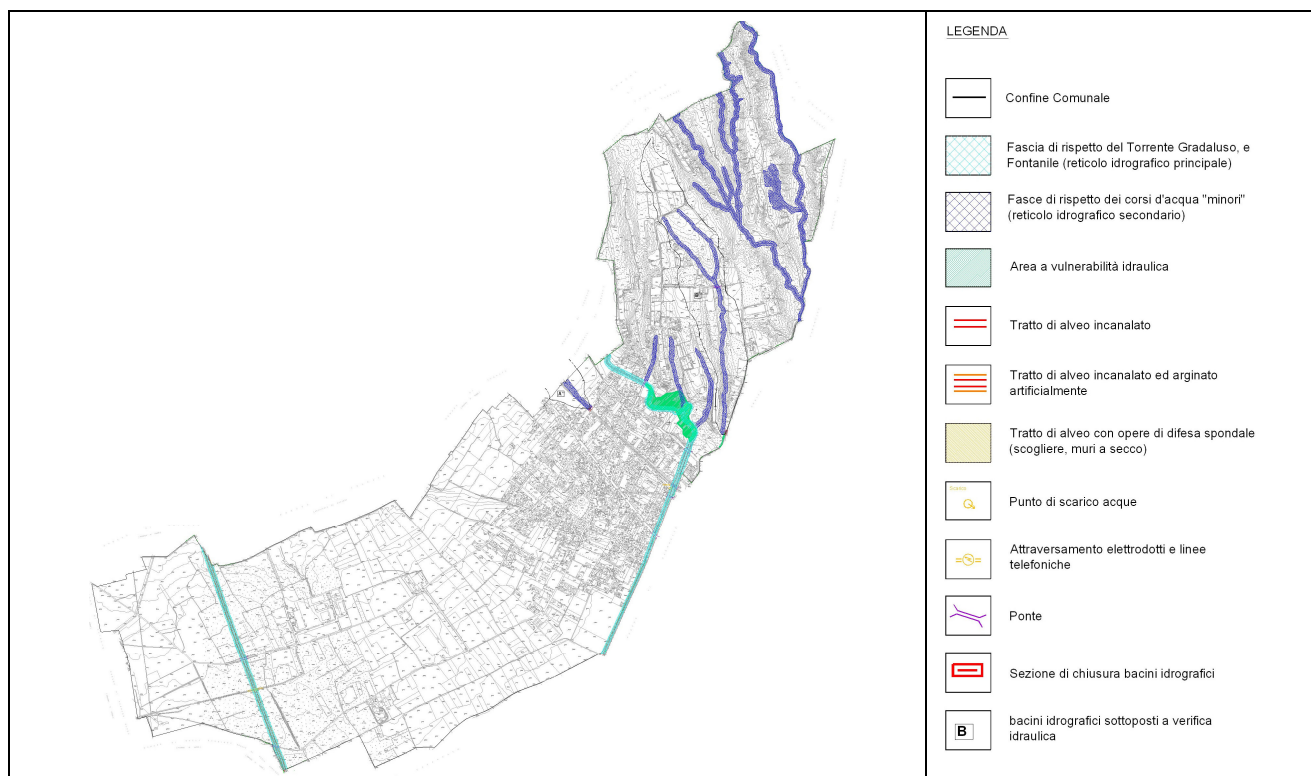 LEGENDA
Confine Comunale
Fascia di rispetto del Torrente Gradaluso, e
Fontanile (reticolo idrografico principale)
Fasce di rispetto dei corsi d'acqua "minori"
(reticolo idrografico secondario)
Area a vulnerabilità idraulica
Tratto di alveo incanalato
Tratto di alveo incanalato ed arginato
artificialmente
Tratto di alveo con opere di difesa spondale
(scogliere, muri a secco)
Scarico
Punto di scarico acque
Attraversamento elettrodotti e linee
telefoniche
Ponte
Sezione di chiusura bacini idrografici
B
bacini idrografici sottoposti a verifica
idraulica